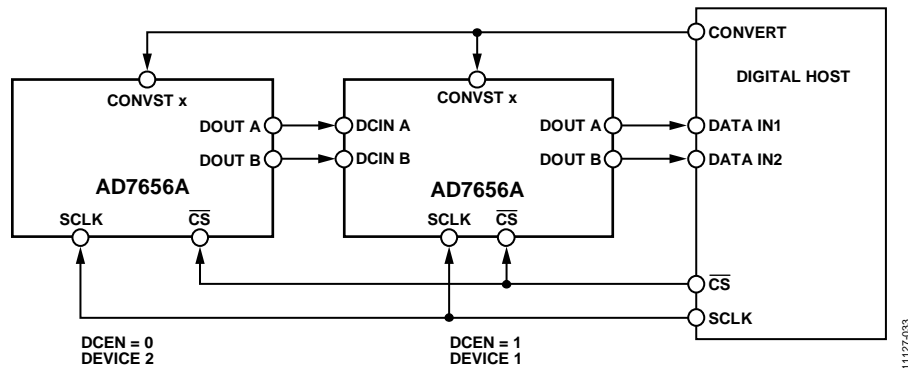 CONVERT
DIGITAL HOST
CONVST x
CONVST x
DOUT A
DCIN A
DOUT A
DATA IN1
DOUT B
DCIN B
DOUT B
DATA IN2
AD7656A
AD7656A
SCLK
CS
SCLK
CS
CS
SCLK
DCEN = 0
DEVICE 2
DCEN = 1
DEVICE 1
11127-033